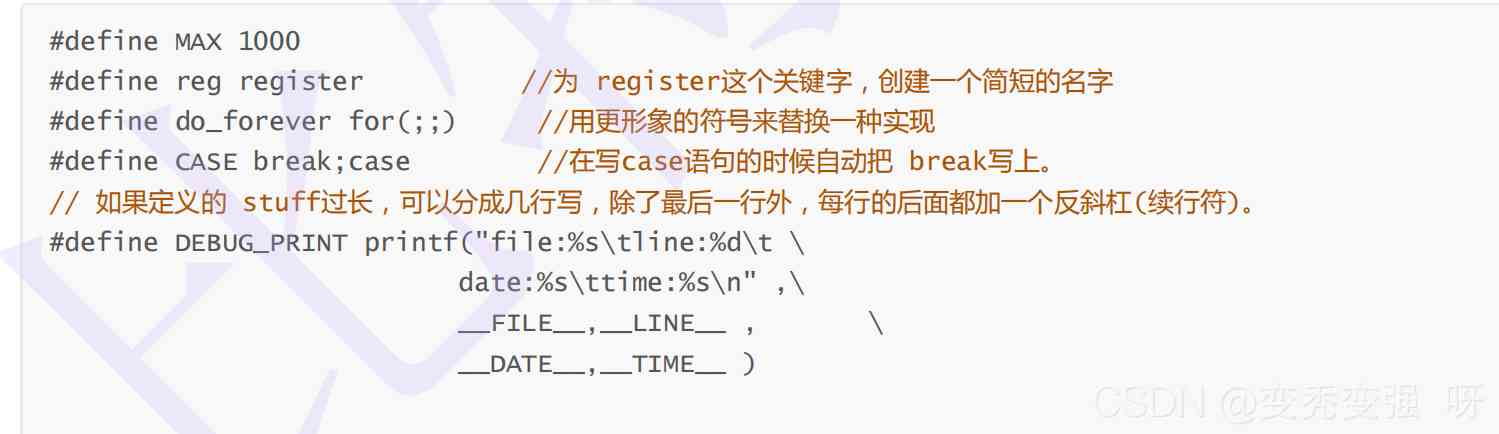 #define MAX 1000
#define reg register //为 register这个关键字，创建一个简短的名字
#define do_forever for(;;) //用更形象的符号来替换一种实现
#define CASE break;case //在写case语句的时候自动把 break写上。
// 如果定义的 stuff过长，可以分成几行写，除了最后一行外，每行的后面都加一个反斜杠(续行符)。
#define DEBUG_PRINT printf("file:%s\tline:%d\t \
date:%s\ttime:%s\n" ,\
__FILE__,__LINE__ , \
__DATE__,__TIME__ )
CSDN @变秃变强 呀